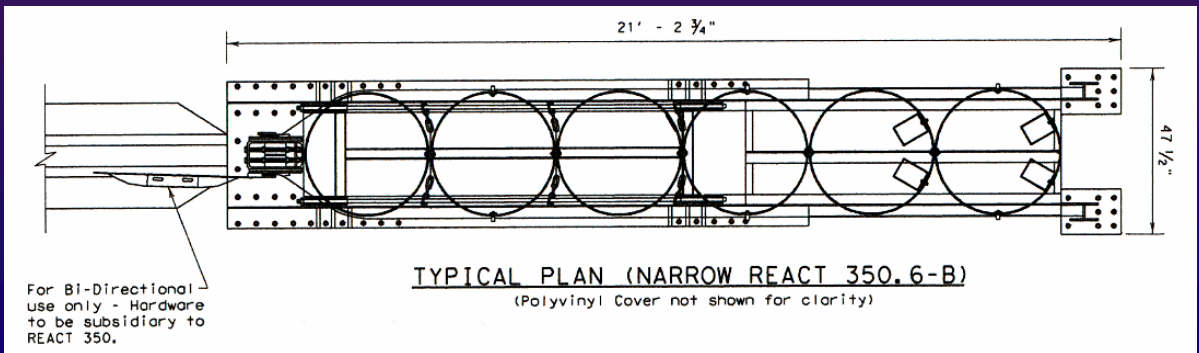 21' - 2 ¾"
47 ½"
TYPICAL PLAN (NARROW REACT 350.6-B)
(Polyvinyl Cover not shown for clarity)
For Bi-Directional
use only - Hardware
to be subsidiary to
REACT 350.